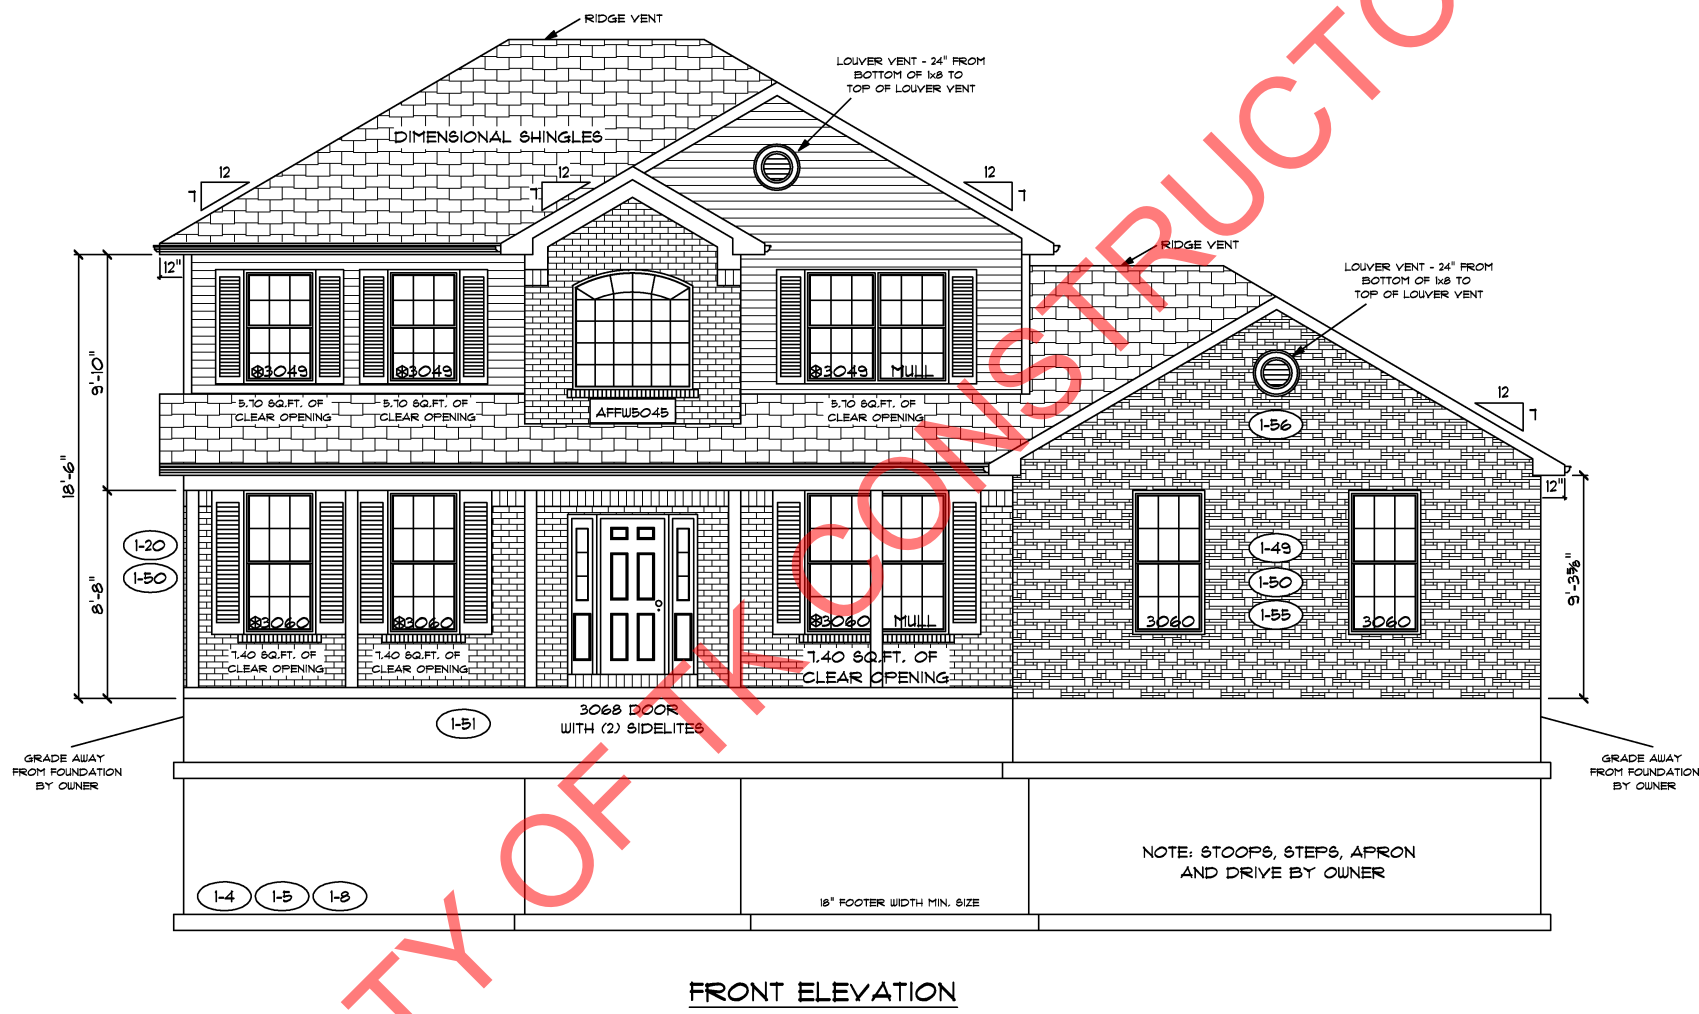 RIDGE VENT
LOUVER VENT - 24" FROM
BOTTOM OF 1x8 TO
TOP OF LOUVER VENT
DIMENSIONAL SHINGLES
12
7
12
7
12
7
RIDGE VENT
LOUVER VENT - 24" FROM
BOTTOM OF 1x8 TO
TOP OF LOUVER VENT
12"
3049
3049
3049
MULL
5.70 SQ.FT. OF
CLEAR OPENING
5.70 SQ.FT. OF
CLEAR OPENING
AFFW5045
5.70 SQ.FT. OF
CLEAR OPENING
12
7
1-56
9'-10"
18'-6"
8'-8"
12"
9'-3⅝"
1-20
1-50
1-49
1-50
1-55
3060
3060
3060
MULL
3060
3060
7.40 SQ.FT. OF
CLEAR OPENING
7.40 SQ.FT. OF
CLEAR OPENING
7.40 SQ.FT. OF
CLEAR OPENING
3068 DOOR
WITH (2) SIDELITES
1-51
GRADE AWAY
FROM FOUNDATION
BY OWNER
GRADE AWAY
FROM FOUNDATION
BY OWNER
NOTE: STOOPS, STEPS, APRON
AND DRIVE BY OWNER
1-4
1-5
1-8
18" FOOTER WIDTH MIN. SIZE
FRONT ELEVATION
TY OF TK CONSTRUCTO